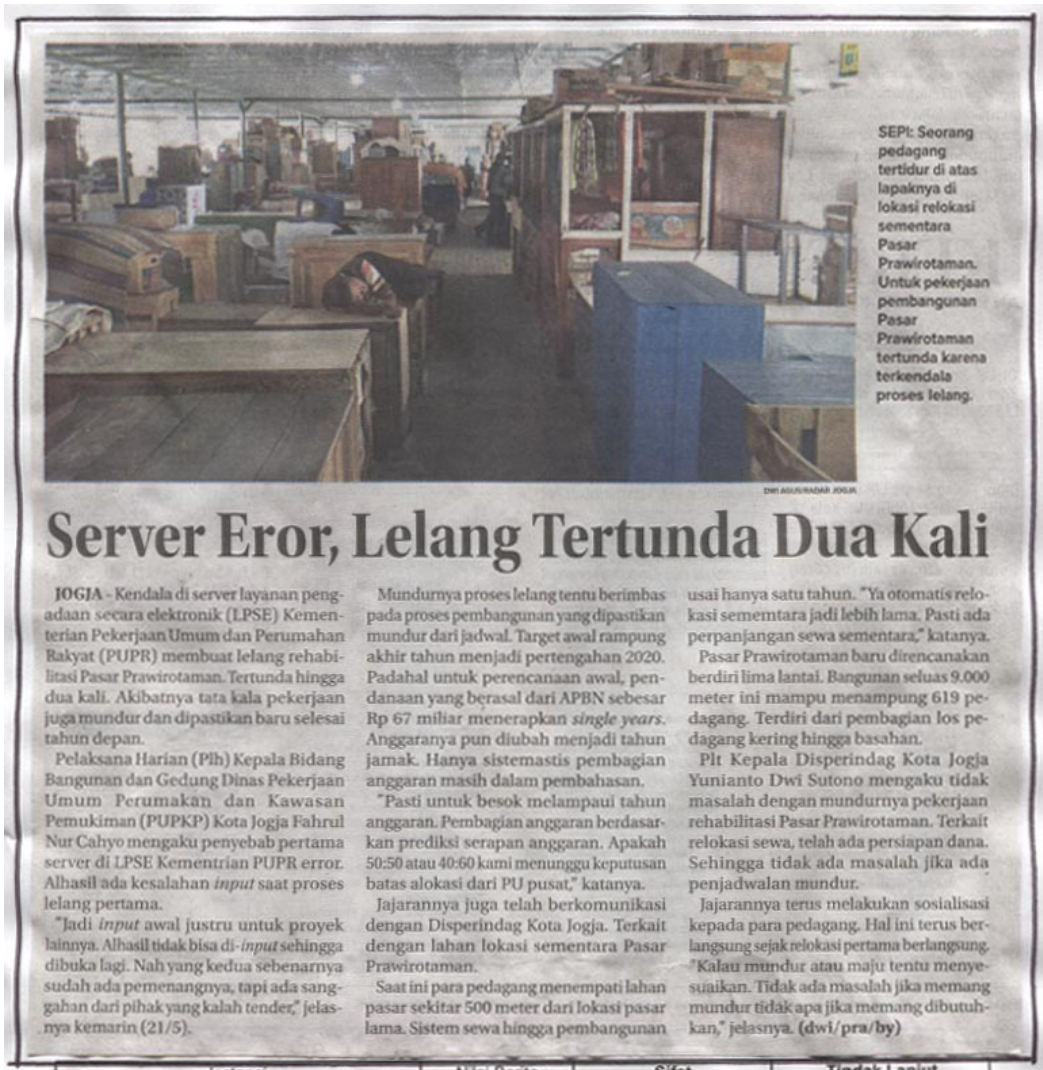 SEPI: Seorang
pedagang
tertidur di atas
lapaknya di
lokasi relokasi
sementara
Pasar
Prawirotaman.
Untuk pekerjaan
pembangunan
Pasar
Prawirotaman
tertunda karena
terkendala
proses lelang.
DWI AGUS/RADAR JOGJA
Server Eror, Lelang Tertunda Dua Kali
JOGJA - Kendala di server layanan peng-
adaan secara elektronik (LPSE) Kemen-
terian Pekerjaan Umum dan Perumahan
Rakyat (PUPR) membuat lelang rehabi-
litasi Pasar Prawirotaman. Tertunda hingga
dua kali. Akibatnya tata kala pekerjaan
juga mundur dan dipastikan baru selesai
tahun depan.
Pelaksana Harian (Plh) Kepala Bidang
Bangunan dan Gedung Dinas Pekerjaan
Umum Perumakan dan Kawasan
Pemukiman (PUPKP) Kota Jogja Fahrul
Nur Cahyo mengaku penyebab pertama
server di LPSE Kementrian PUPR error.
Alhasil ada kesalahan input saat proses
lelang pertama.
"Jadi input awal justru untuk proyek
lainnya. Alhasil tidak bisa di-input sehingga
dibuka lagi. Nah yang kedua sebenarnya
sudah ada pemenangnya, tapi ada sang-
gahan dari pihak yang kalah tender," jelas-
nya kemarin (21/5).
Mundurnya proses lelang tentu berimbas
pada proses pembangunan yang dipastikan
mundur dari jadwal. Target awal rampung
akhir tahun menjadi pertengahan 2020.
Padahal untuk perencanaan awal, pen-
danaan yang berasal dari APBN sebesar
Rp 67 miliar menerapkan single years.
Anggaranya pun diubah menjadi tahun
jamak. Hanya sistemastis pembagian
anggaran masih dalam pembahasan.
"Pasti untuk besok melampaui tahun
anggaran. Pembagian anggaran berdasar-
kan prediksi serapan anggaran. Apakah
50:50 atau 40:60 kami menunggu keputusan
batas alokasi dari PU pusat," katanya.
Jajarannya juga telah berkomunikasi
dengan Disperindag Kota Jogja. Terkait
dengan lahan lokasi sementara Pasar
Prawirotaman.
Saat ini para pedagang menempati lahan
pasar sekitar 500 meter dari lokasi pasar
lama. Sistem sewa hingga pembangunan
usai hanya satu tahun. "Ya otomatis relo-
kasi sememtara jadi lebih lama. Pasti ada
perpanjangan sewa sementara," katanya.
Pasar Prawirotaman baru direncanakan
berdiri lima lantai. Bangunan seluas 9.000
meter ini mampu menampung 619 pe-
dagang. Terdiri dari pembagian los pe-
dagang kering hingga basahan.
Plt Kepala Disperindag Kota Jogja
Yunianto Dwi Sutono mengaku tidak
masalah dengan mundurnya pekerjaan
rehabilitasi Pasar Prawirotaman. Terkait
relokasi sewa, telah ada persiapan dana.
Sehingga tidak ada masalah jika ada
penjadwalan mundur.
Jajarannya terus melakukan sosialisasi
kepada para pedagang. Hal ini terus ber-
langsung sejak relokasi pertama berlangsung.
"Kalau mundur atau maju tentu menye-
suaikan. Tidak ada masalah jika memang
mundur tidak apa jika memang dibutuh-
kan," jelasnya. (dwi/pra/by)
Sifat
Tindak Lanjut